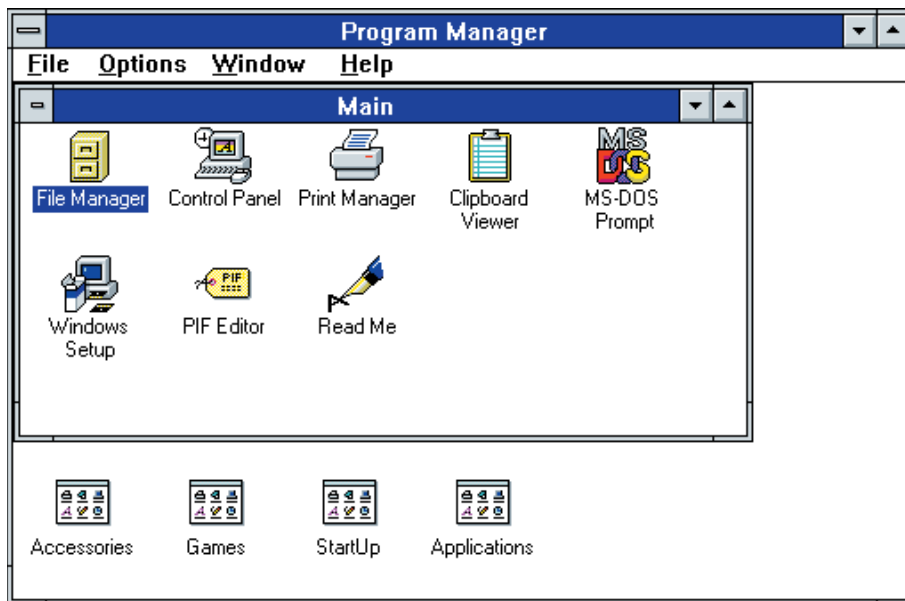 Program Manager
File Options Window Help
Main
MS
DOS
File Manager Control Panel Print Manager Clipboard MS-DOS
Viewer Prompt
PIF
Windows PIF Editor Read Me
Setup
Accessories Games StartUp Applications